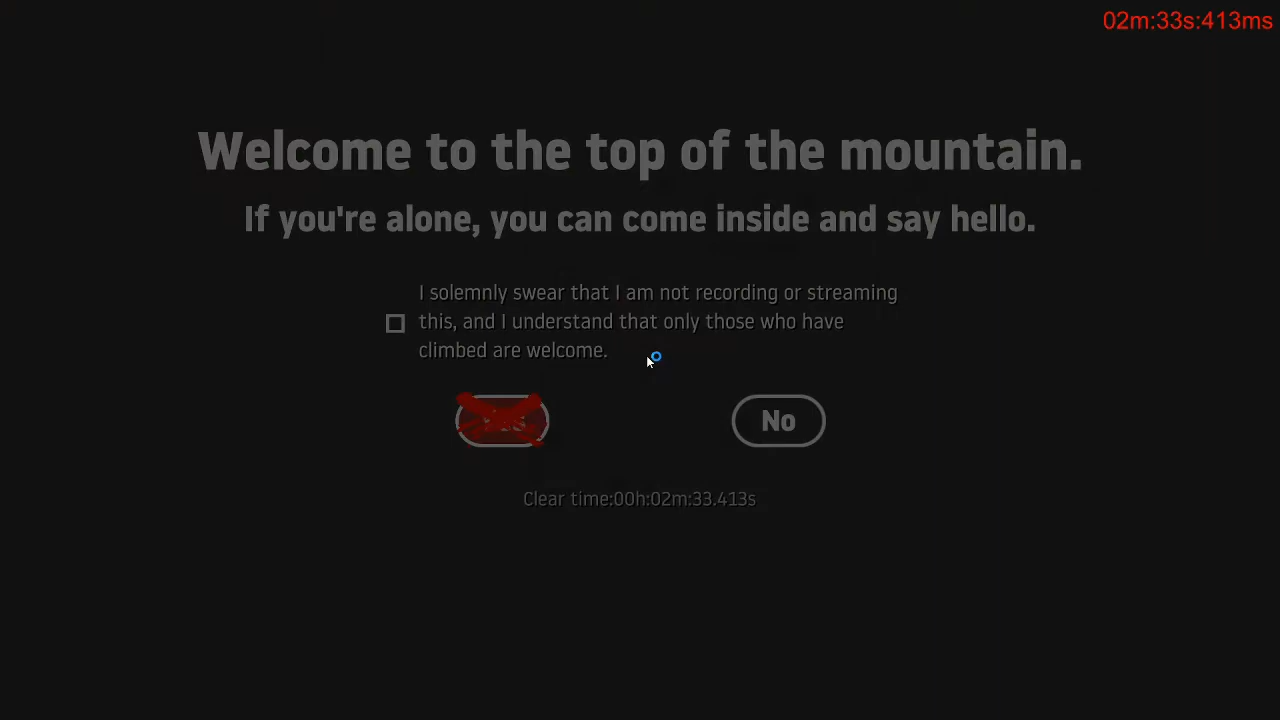 02m:33s:413ms
Welcome to the top of the mountain.
If you're alone, you can come inside and say hello.
I solemnly swear that I am not recording or streaming
this, and I understand that only those who have
climbed are welcome.
No
Clear time:00h:02m:33.413s